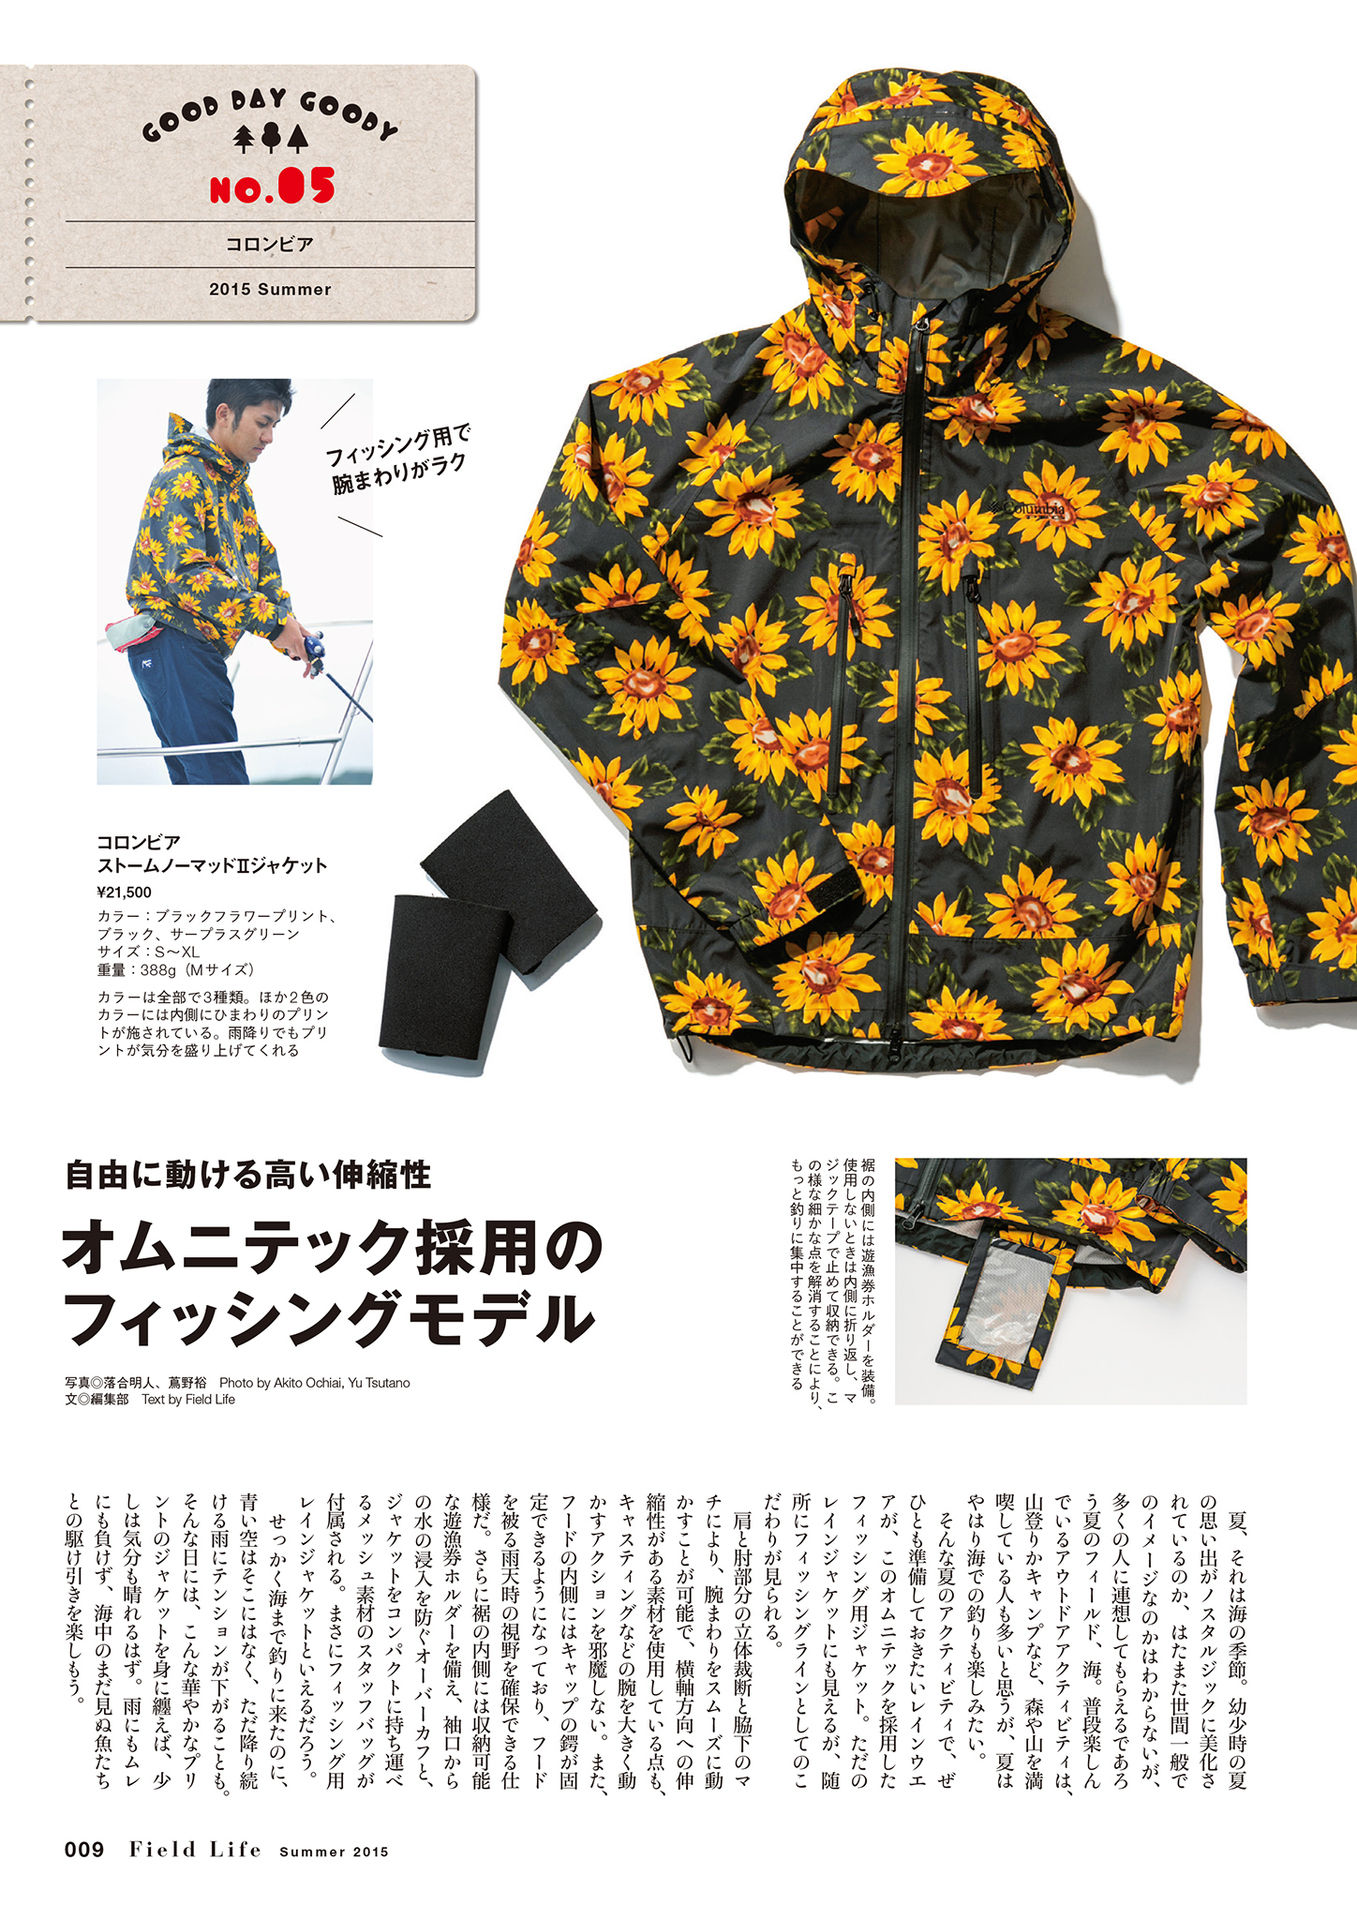 GOOD DAY GOODY
NO.05
コロンビア
2015 Summer
フィッシング用で
腕まわりがラク
Columbia
コロンビア
ストームノーマッドⅡジャケット
¥21,500
カラー：ブラックフラワープリント、
ブラック、サープラスグリーン
サイズ：S〜XL
重量：388g（Mサイズ）
カラーは全部で3種類。ほか2色の
カラーには内側にひまわりのプリン
トが施されている。雨降りでもプリ
ントが気分を盛り上げてくれる
自由に動ける高い伸縮性
オムニテック採用の
フィッシングモデル
写真◎落合明人、蔦野裕　Photo by Akito Ochiai, Yu Tsutano
文◎編集部　Text by Field Life
裾の内側には遊漁券ホルダーを装備。
使用しないときは内側に折り返し、マ
ジックテープで止めて収納できる。こ
の様な細かな点を解消することにより、
もっと釣りに集中することができる
夏、それは海の季節。幼少時の夏
の思い出がノスタルジックに美化さ
れているのか、はたまた世間一般で
のイメージなのかはわからないが、
多くの人に連想してもらえるであろ
う夏のフィールド、海。普段楽しん
でいるアウトドアアクティビティは、
山登りかキャンプなど、森や山を満
喫している人も多いと思うが、夏は
やはり海での釣りも楽しみたい。
そんな夏のアクティビティで、ぜ
ひとも準備しておきたいレインウエ
アが、このオムニテックを採用した
フィッシング用ジャケット。ただの
レインジャケットにも見えるが、随
所にフィッシングラインとしてのこ
だわりが見られる。
肩と肘部分の立体裁断と脇下のマ
チにより、腕まわりをスムーズに動
かすことが可能で、横軸方向への伸
縮性がある素材を使用している点も、
キャスティングなどの腕を大きく動
かすアクションを邪魔しない。また、
フードの内側にはキャップの鍔が固
定できるようになっており、フード
を被る雨天時の視野を確保できる仕
様だ。さらに裾の内側には収納可能
な遊漁券ホルダーを備え、袖口から
の水の浸入を防ぐオーバーカフと、
ジャケットをコンパクトに持ち運べ
るメッシュ素材のスタッフバッグが
付属される。まさにフィッシング用
レインジャケットといえるだろう。
せっかく海まで釣りに来たのに、
青い空はそこにはなく、ただ降り続
ける雨にテンションが下がることも。
そんな日には、こんな華やかなプリ
ントのジャケットを身に纏えば、少
しは気分も晴れるはず。雨にもムレ
にも負けず、海中のまだ見ぬ魚たち
との駆け引きを楽しもう。
009 Field Life Summer 2015